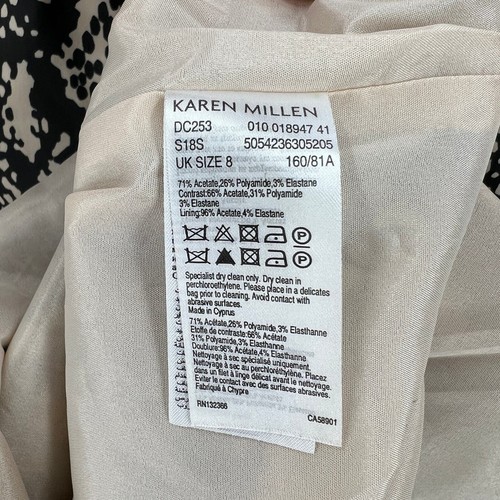 KAREN MILLEN
DC253 010 018947 41
S18S 5054236305205
UK SIZE 8 160/81A
71% Acetate,26% Polyamide,3% Elastane
Contrast:66% Acetate,31% Polyamide
3% Elastane
Lining:96% Acetate,4% Elastane
P
P
Specialist dry clean only. Dry clean in
perchloroethylene. Please place in a delicates
bag prior to cleaning. Avoid contact with
abrasive surfaces.
Made in Cyprus
71% Acétate,26% Polyamide,3% Elasthanne
Etoffe de contraste:66% Acétate
31% Polyamide,3% Elasthanne
Doublure:96% Acétate,4% Elasthanne
Nettoyage à sec spécialisé uniquement.
Nettoyage à sec au perchloréthylène. Placez
dans un filet à linge délicat avant le nettoyage.
Eviter le contact avec des surfaces abrasives.
Fabriqué à Chypre
RN132366 CA58901